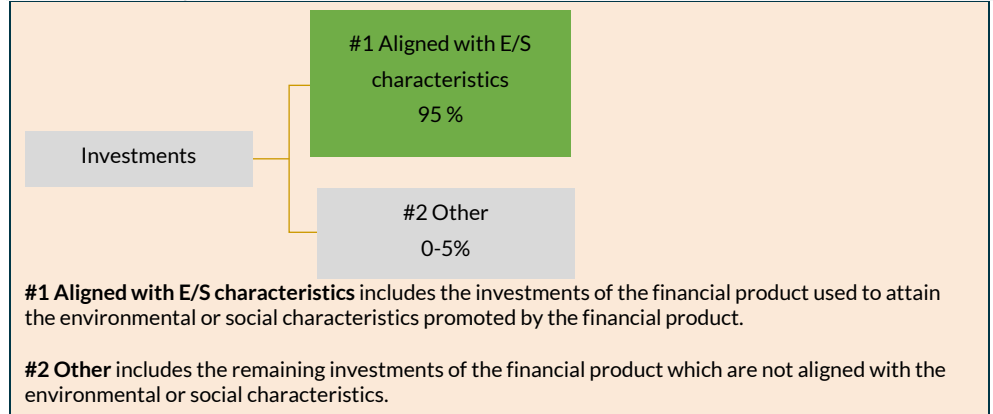 #1 Aligned with E/S
characteristics
95 %
Investments
#2 Other
0-5%
#1 Aligned with E/S characteristics includes the investments of the financial product used to attain
the environmental or social characteristics promoted by the financial product.
#2 Other includes the remaining investments of the financial product which are not aligned with the
environmental or social characteristics.